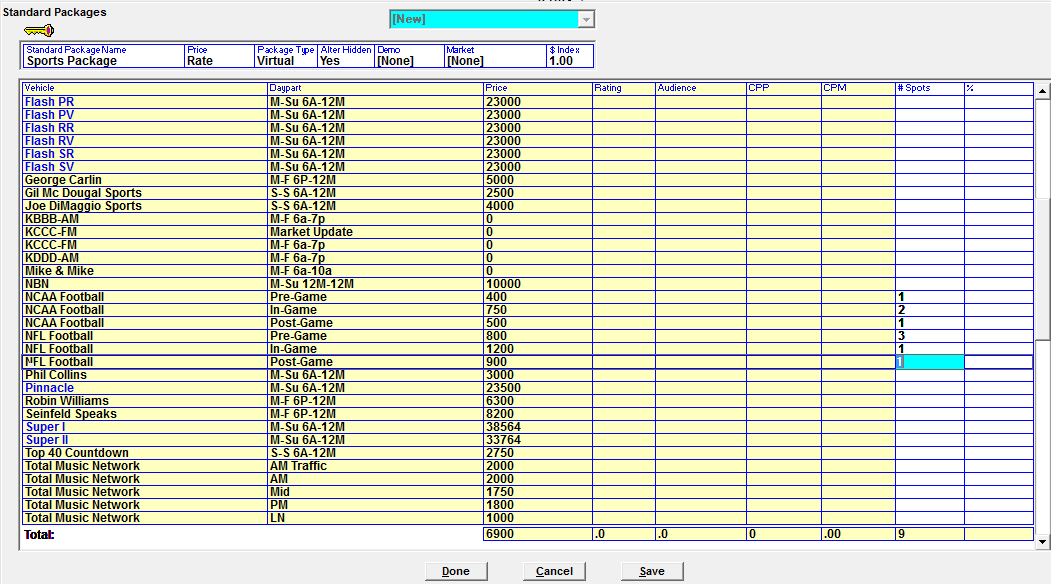 Standard Packages
[New]
Standard Package Name Price Package Type Alter Hidden Demo Market $ Index
Sports Package Rate Virtual Yes [None] [None] 1.00
Vehicle Daypart Price Rating Audience CPP CPM # Spots %
Flash PR M-Su 6A-12M 23000
Flash PV M-Su 6A-12M 23000
Flash RR M-Su 6A-12M 23000
Flash RV M-Su 6A-12M 23000
Flash SR M-Su 6A-12M 23000
Flash SV M-Su 6A-12M 23000
George Carlin M-F 6P-12M 5000
Gil Mc Dougal Sports S-S 6A-12M 2500
Joe DiMaggio Sports S-S 6A-12M 4000
KBBB-AM M-F 6a-7p 0
KCCC-FM Market Update 0
KCCC-FM M-F 6a-7p 0
KDDD-AM M-F 6a-7p 0
Mike & Mike M-F 6a-10a 0
NBN M-Su 12M-12M 10000
NCAA Football Pre-Game 400 1
NCAA Football In-Game 750 2
NCAA Football Post-Game 500 1
NFL Football Pre-Game 800 3
NFL Football In-Game 1200 1
NFL Football Post-Game 900 1
Phil Collins M-Su 6A-12M 3000
Pinnacle M-Su 6A-12M 23500
Robin Williams M-F 6P-12M 6300
Seinfeld Speaks M-F 6P-12M 8200
Super I M-Su 6A-12M 38564
Super II M-Su 6A-12M 33764
Top 40 Countdown S-S 6A-12M 2750
Total Music Network AM Traffic 2000
Total Music Network AM 2000
Total Music Network Mid 1750
Total Music Network PM 1800
Total Music Network LN 1000
Total: 6900 .0 .0 0 .00 9
Done Cancel Save